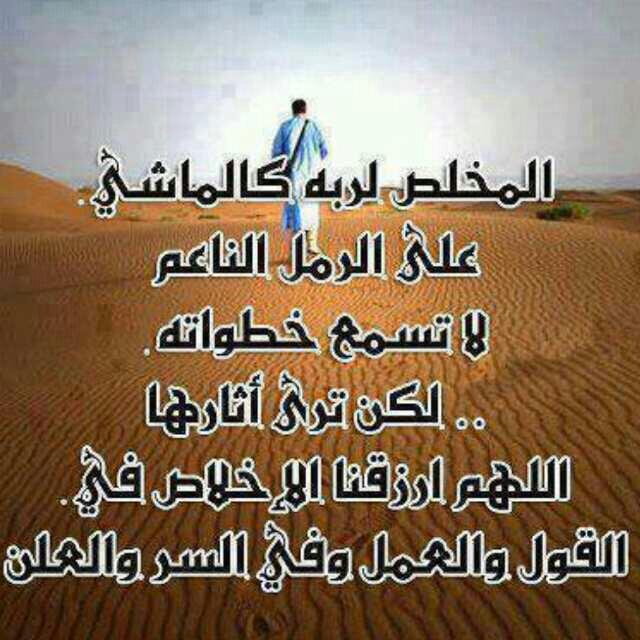 المخلص لربه كالماشي.
على الرمل الناعم
لا تسمع خطواته.
.. لكن ترى أثارها
اللهم ارزقنا الإخلاص في.
القول والعمل وفي السر والعلن